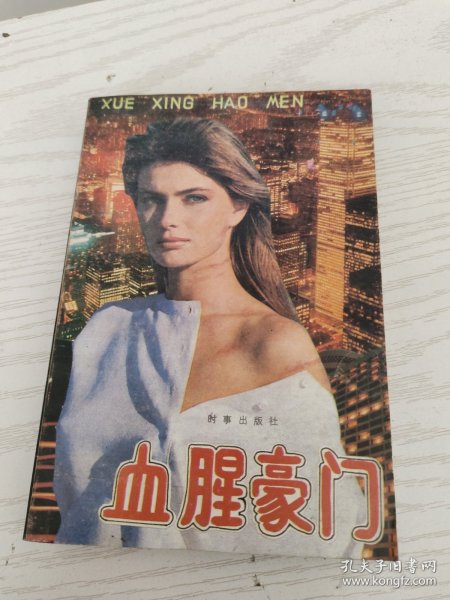 XUE XING HAO MEN
时事出版社
血腥豪门
孔夫子旧书网
www.kongfz.com